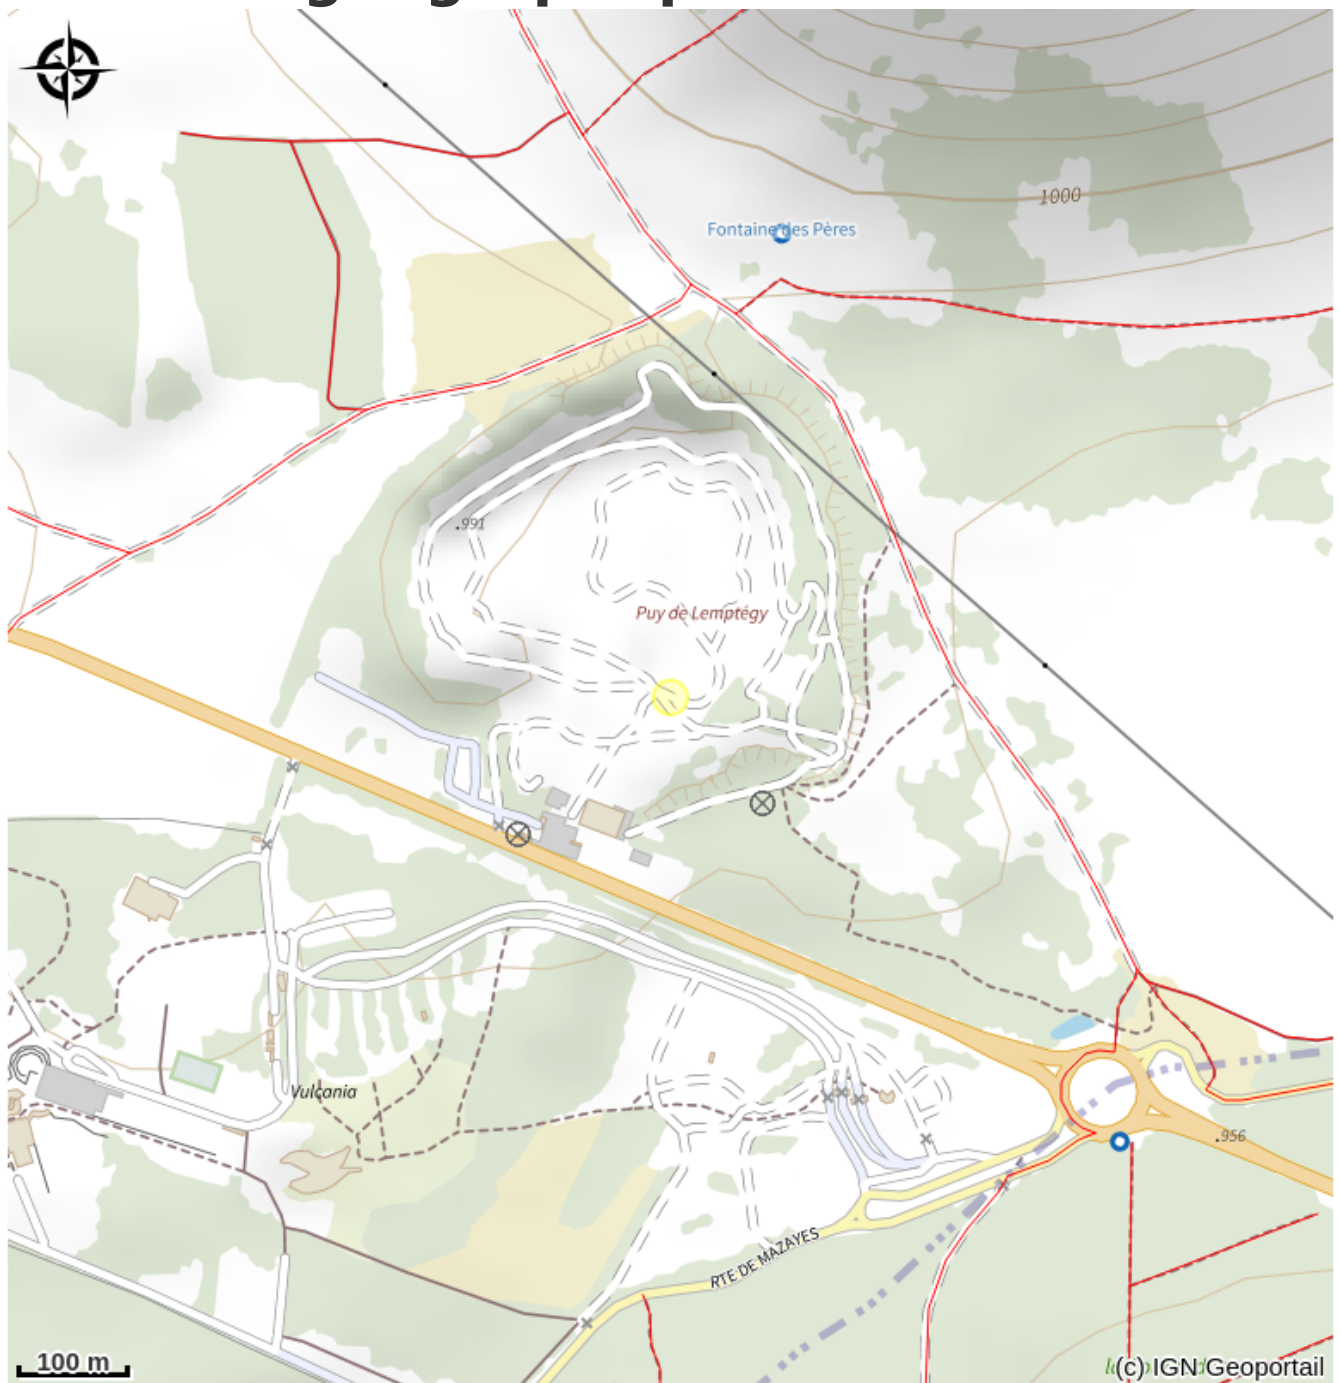 1000
Fontaine des Pères
.991
Puy de Lemptégy
Vulcania
.956
RTE DE MAZAYES
100 m
(c) IGN Geoportail